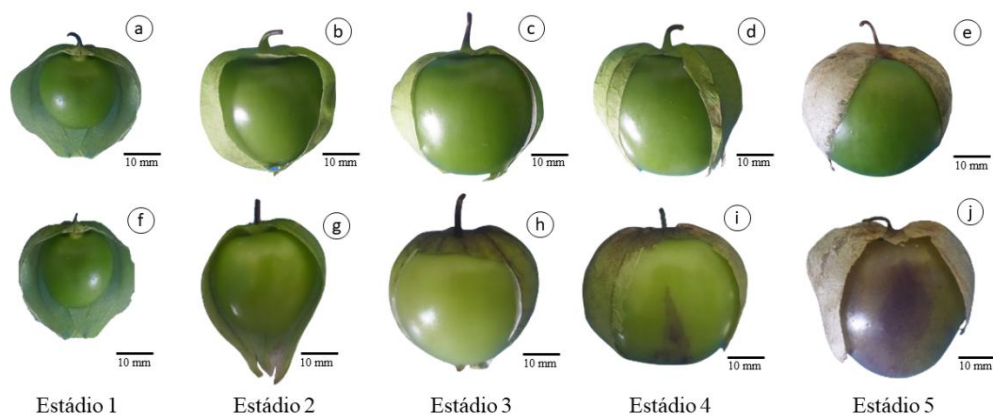 a
b
c
d
e
10 mm
10 mm
10 mm
10 mm
10 mm
f
g
h
i
j
10 mm
10 mm
10 mm
10 mm
10 mm
Estádio 1
Estádio 2
Estádio 3
Estádio 4
Estádio 5